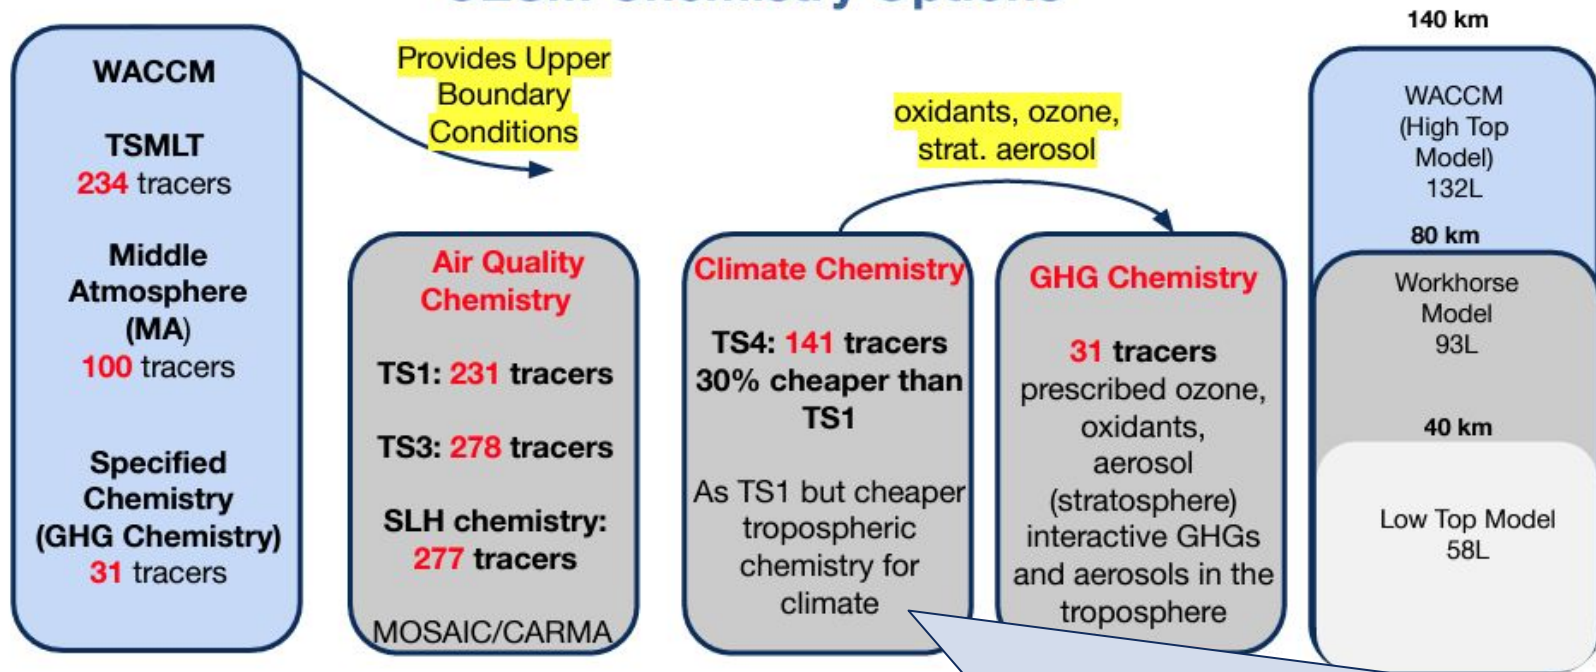 WACCM
TSMLT
234 tracers
Middle
Atmosphere
(MA)
100 tracers
Specified
Chemistry
(GHG Chemistry)
31 tracers
Provides Upper
Boundary
Conditions
Air Quality
Chemistry
TS1: 231 tracers
TS3: 278 tracers
SLH chemistry:
277 tracers
MOSAIC/CARMA
oxidants, ozone,
strat. aerosol
Climate Chemistry
TS4: 141 tracers
30% cheaper than
TS1
As TS1 but cheaper
tropospheric
chemistry for
climate
GHG Chemistry
31 tracers
prescribed ozone,
oxidants,
aerosol
(stratosphere)
interactive GHGs
and aerosols in the
troposphere
140 km
WACCM
(High Top
Model)
132L
80 km
Workhorse
Model
93L
40 km
Low Top Model
58L